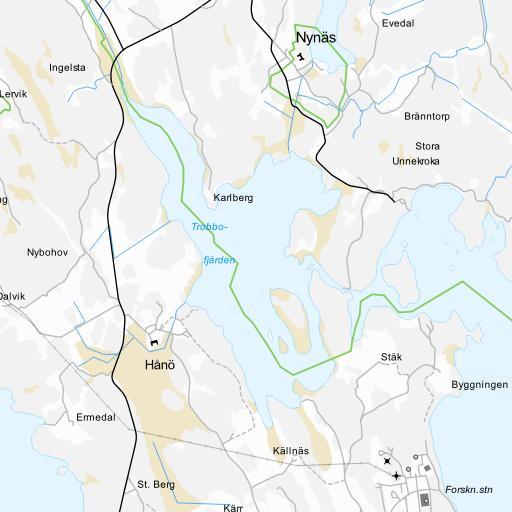 Evedal
Nynäs
Ingelsta
Lervik
Bränntorp
Stora
Unnekroka
Karlberg
Trobbo-
fjärden
Nybohov
Dalvik
Hånö
Stäk
Byggningen
Ermedal
Källnäs
St. Berg
Forskn.stn
Kärr